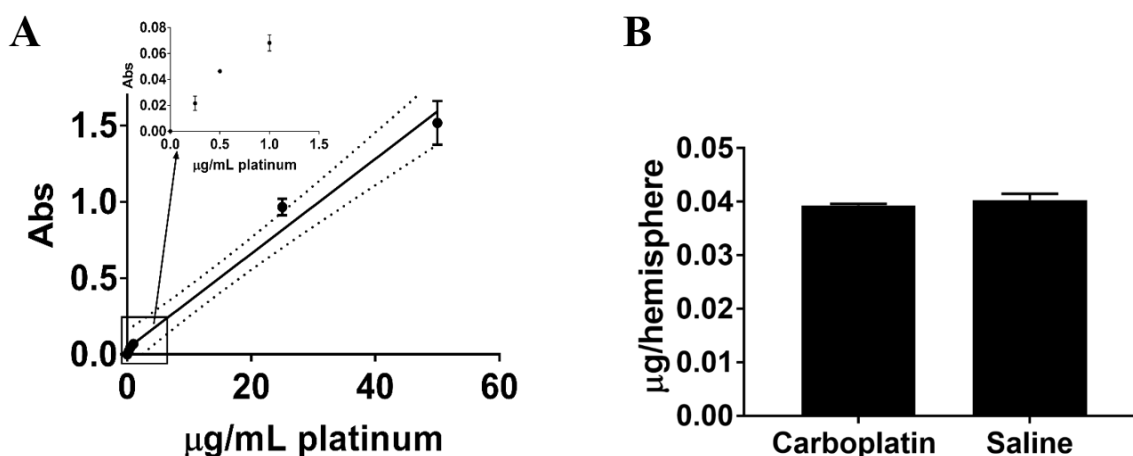 A
Abs
0.08
0.06
0.04
0.02
0.00
0.0 0.5 1.0 1.5
μg/mL platinum
Abs
1.5
1.0
0.5
0.0
0 20 40 60
μg/mL platinum
B
μg/hemisphere
0.05
0.04
0.03
0.02
0.01
0.00
Carboplatin Saline